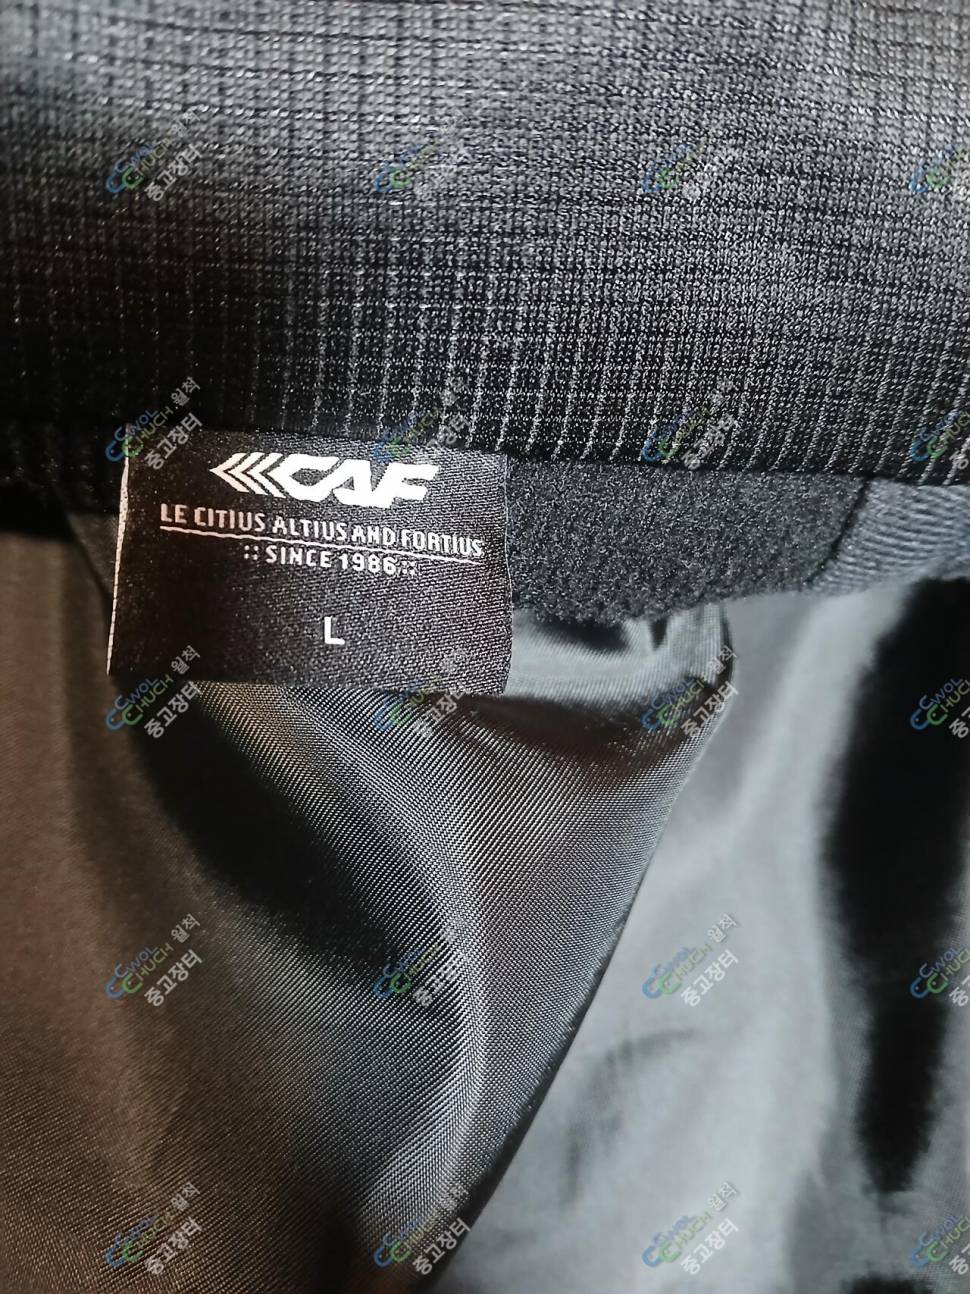 CAF
LE CITIUS ALTIUS AND FORTIUS
:: SINCE 1986 ::
L
CWOL
CHUCH 월척
중고장터